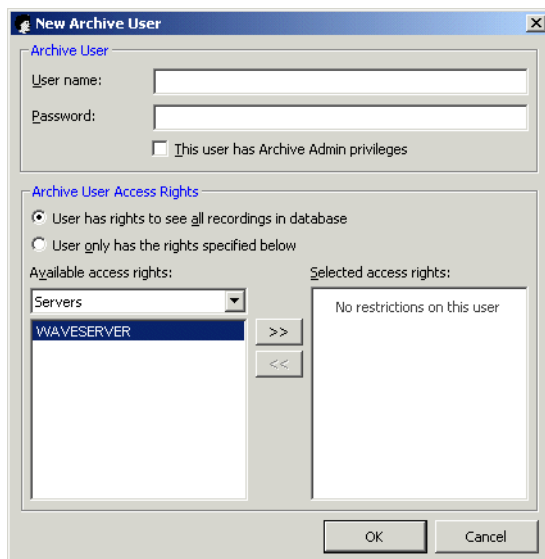 New Archive User
Archive User
User name:
Password:
This user has Archive Admin privileges
Archive User Access Rights
User has rights to see all recordings in database
User only has the rights specified below
Available access rights:
Selected access rights:
Servers
No restrictions on this user
WAVESERVER
>>
<<
OK
Cancel